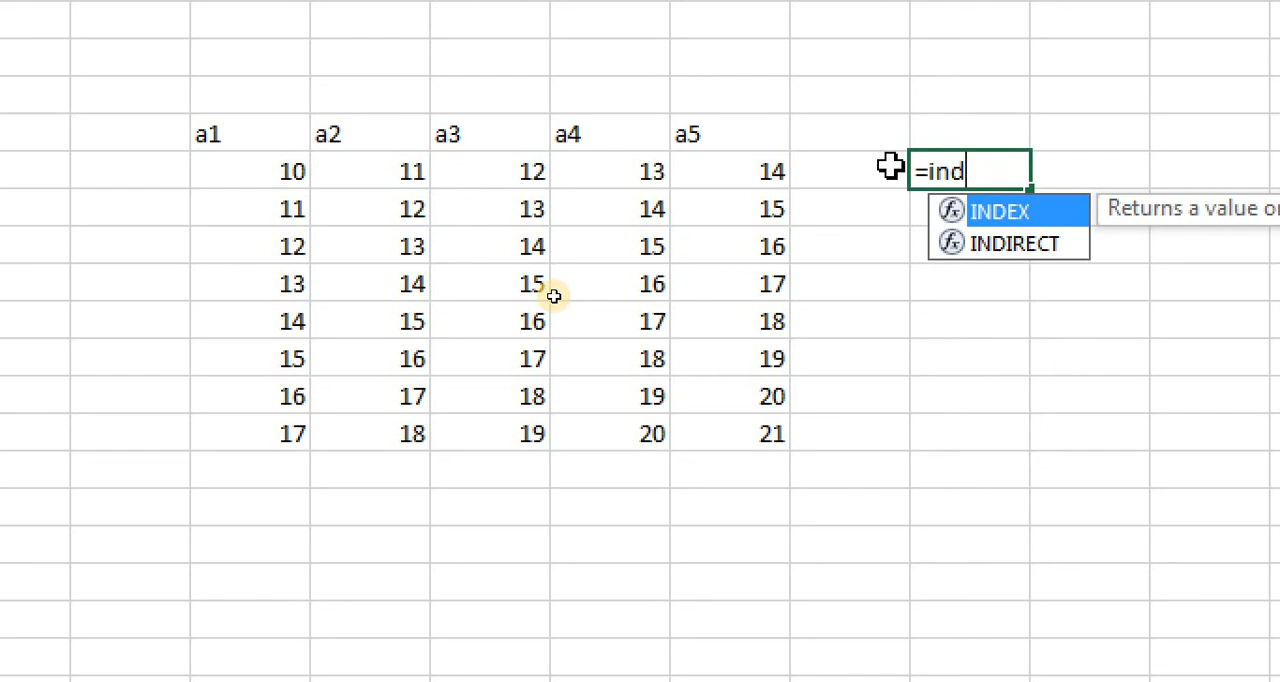 a1 a2 a3 a4 a5
10 11 12 13 14 =ind
11 12 13 14 15 INDEX Returns a value or
12 13 14 15 16 INDIRECT
13 14 15 16 17
14 15 16 17 18
15 16 17 18 19
16 17 18 19 20
17 18 19 20 21